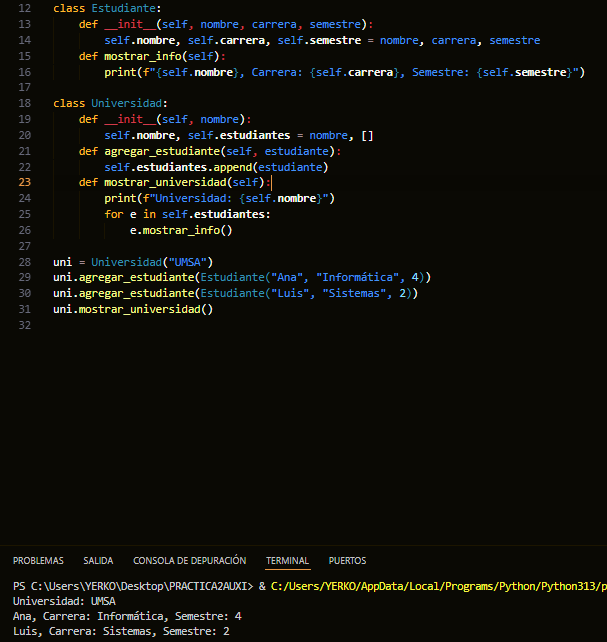 12 class Estudiante:
13     def __init__(self, nombre, carrera, semestre):
14         self.nombre, self.carrera, self.semestre = nombre, carrera, semestre
15     def mostrar_info(self):
16         print(f"{self.nombre}, Carrera: {self.carrera}, Semestre: {self.semestre}")
17
18 class Universidad:
19     def __init__(self, nombre):
20         self.nombre, self.estudiantes = nombre, []
21     def agregar_estudiante(self, estudiante):
22         self.estudiantes.append(estudiante)
23     def mostrar_universidad(self):
24         print(f"Universidad: {self.nombre}")
25         for e in self.estudiantes:
26             e.mostrar_info()
27
28 uni = Universidad("UMSA")
29 uni.agregar_estudiante(Estudiante("Ana", "Informática", 4))
30 uni.agregar_estudiante(Estudiante("Luis", "Sistemas", 2))
31 uni.mostrar_universidad()
32
PROBLEMAS SALIDA CONSOLA DE DEPURACIÓN TERMINAL PUERTOS
PS C:\Users\YERKO\Desktop\PRACTICA2AUXI> & C:/Users/YERKO/AppData/Local/Programs/Python/Python313/p
Universidad: UMSA
Ana, Carrera: Informática, Semestre: 4
Luis, Carrera: Sistemas, Semestre: 2